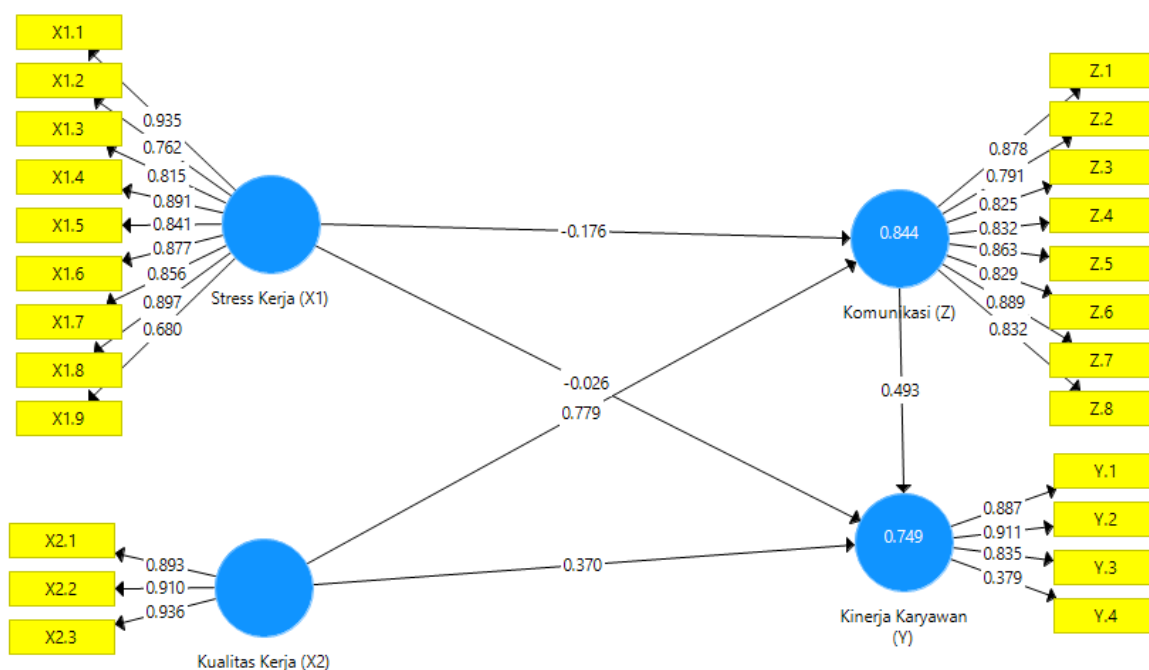 X1.1
X1.2
X1.3
X1.4
X1.5
X1.6
X1.7
X1.8
X1.9
0.935
0.762
0.815
0.891
0.841
0.877
0.856
0.897
0.680
Stress Kerja (X1)
-0.176
-0.026
0.779
0.844
Komunikasi (Z)
0.878
0.791
0.825
0.832
0.863
0.829
0.889
0.832
Z.1
Z.2
Z.3
Z.4
Z.5
Z.6
Z.7
Z.8
0.493
X2.1
X2.2
X2.3
0.893
0.910
0.936
Kualitas Kerja (X2)
0.370
0.749
Kinerja Karyawan
(Y)
0.887
0.911
0.835
0.379
Y.1
Y.2
Y.3
Y.4